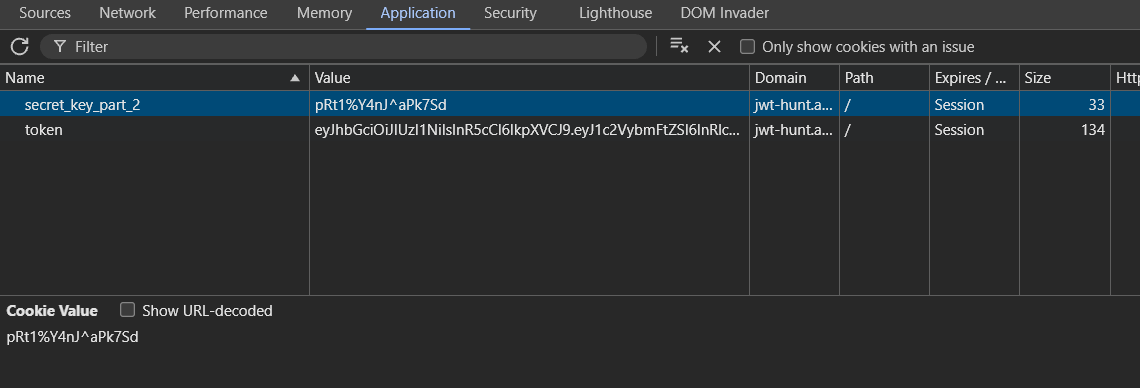 Sources Network Performance Memory Application Security Lighthouse DOM Invader
Filter Only show cookies with an issue
Name Value Domain Path Expires / ... Size Http
secret_key_part_2 pRt1%Y4nJ^aPk7Sd jwt-hunt.a... / Session 33
token eyJhbGciOiJIUzI1NiIsInR5cCI6IkpXVCJ9.eyJ1c2VybmFtZSI6InRlc... jwt-hunt.a... / Session 134
Cookie Value Show URL-decoded
pRt1%Y4nJ^aPk7Sd